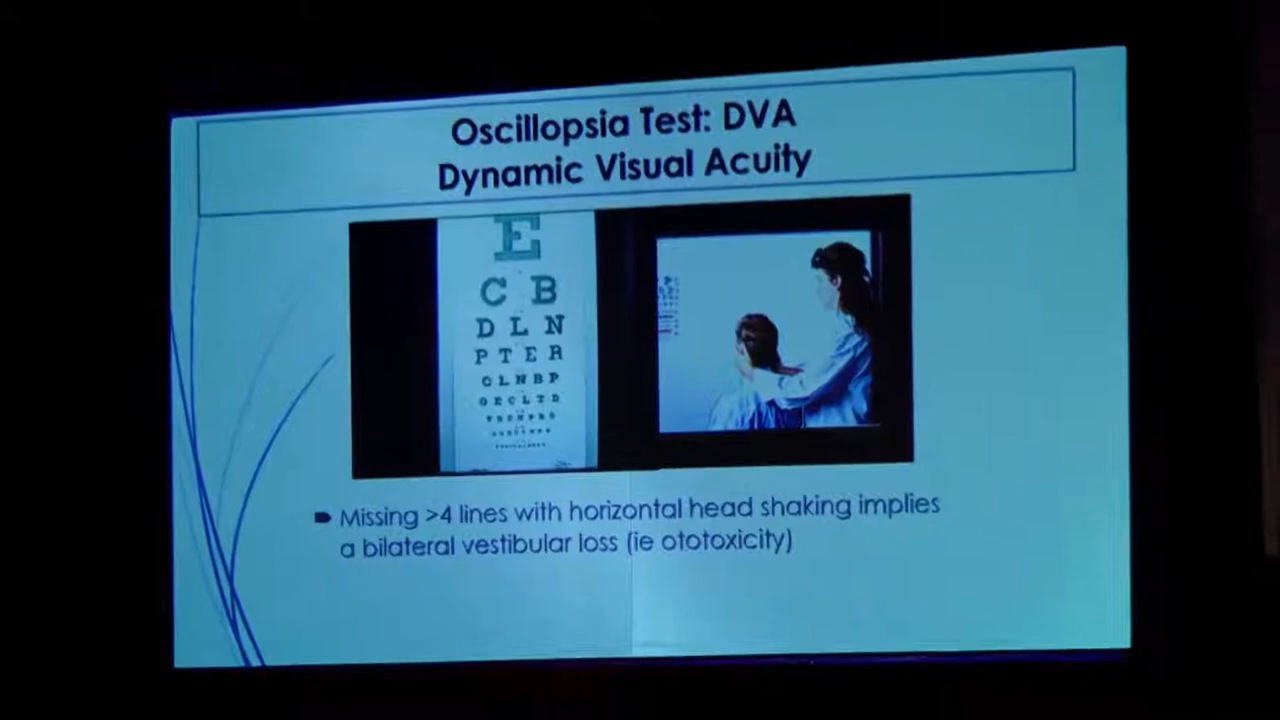 Oscillopsia Test: DVA
Dynamic Visual Acuity
E
C B
D L N
P T E R
Missing >4 lines with horizontal head shaking implies
a bilateral vestibular loss (ie ototoxicity)